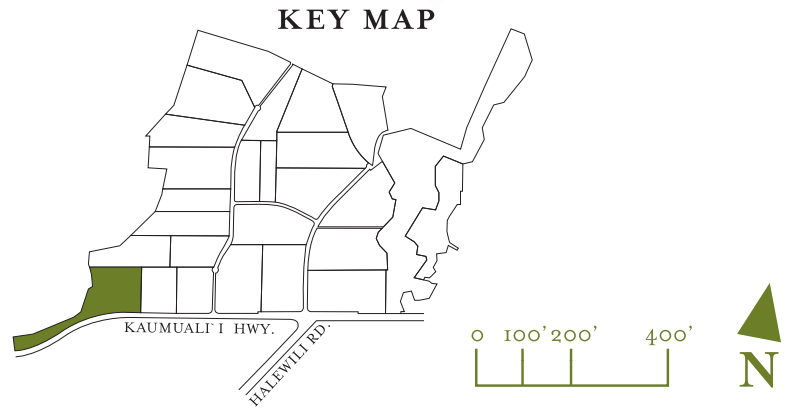 KEY MAP
KAUMUALI`I HWY.
HALEWILI RD.
0 100' 200' 400'
N